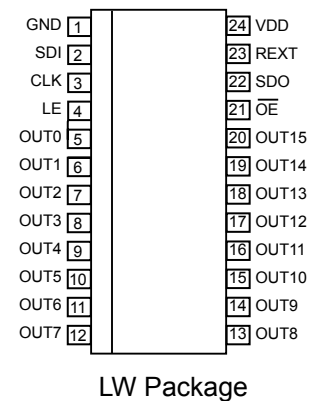 GND 1 24 VDD
SDI 2 23 REXT
CLK 3 22 SDO
LE 4 21 O̅E̅
OUT0 5 20 OUT15
OUT1 6 19 OUT14
OUT2 7 18 OUT13
OUT3 8 17 OUT12
OUT4 9 16 OUT11
OUT5 10 15 OUT10
OUT6 11 14 OUT9
OUT7 12 13 OUT8
LW Package